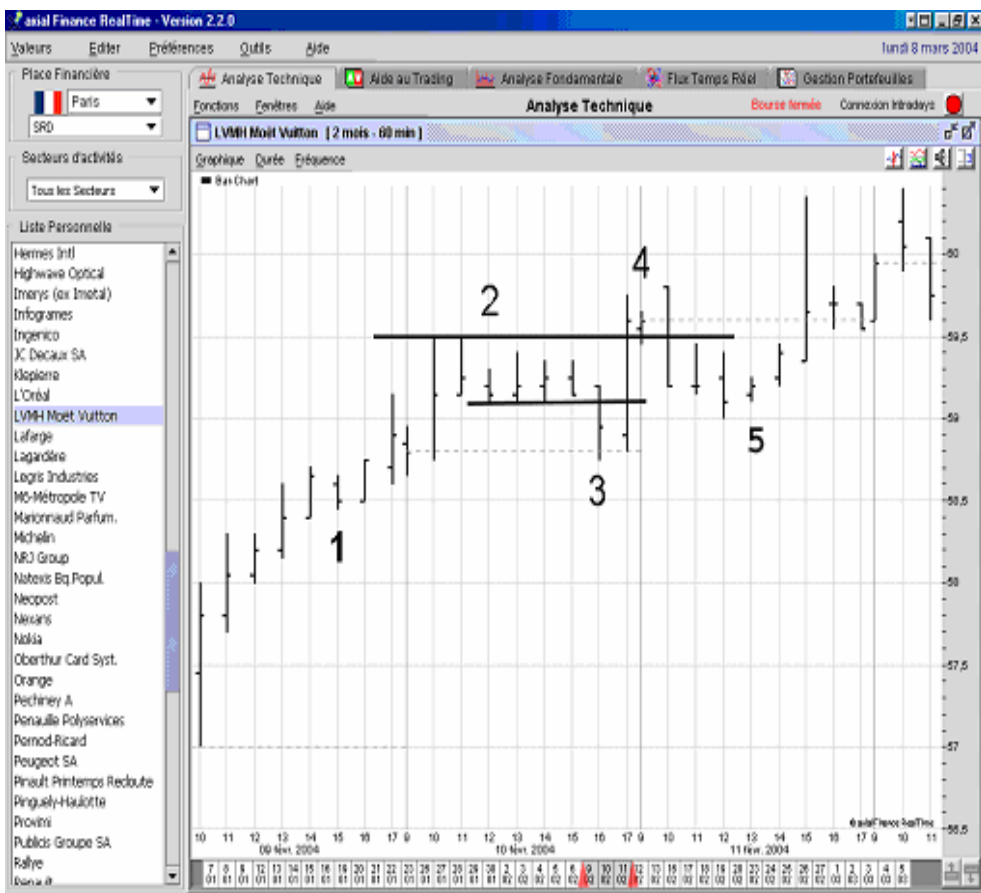 axial Finance RealTime - Version 2.2.0
Valeurs Editer Préférences Outils Aide lundi 8 mars 2004
Place Financière
Paris
SRD
Secteurs d'activités
Tous les Secteurs
Liste Personnelle
Hermes Intl
Highwave Optical
Imerys (ex Imetal)
Infogrames
Ingenico
JC Decaux SA
Klepierre
L'Oréal
LVMH Moët Vuitton
Lafarge
Lagardère
Legris Industries
M6-Métropole TV
Marionnaud Parfum.
Michelin
NRJ Group
Natexis Bq Popul.
Neopost
Nexans
Nokia
Oberthur Card Syst.
Orange
Pechiney A
Penauille Polyservices
Pernod-Ricard
Peugeot SA
Pinault Printemps Redoute
Pinguely-Haulotte
Provimi
Publicis Groupe SA
Rallye
Renault
Analyse Technique Aide au Trading Analyse Fondamentale Flux Temps Réel Gestion Portefeuilles
Fonctions Fenêtres Aide Analyse Technique Bourse fermée Connexion Intradays
LVMH Moët Vuitton [ 2 mois - 60 min ]
Graphique Durée Fréquence
Bar Chart
60
4
2
59,5
59
5
3
58,5
1
58
57,5
57
© axialFinance RealTime
56,5
10 11 12 13 14 15 16 17 9 10 11 12 13 14 15 16 17 9 10 11 12 13 14 15 16 17 9 10 11
09 févr. 2004 10 févr. 2004 11 févr. 2004